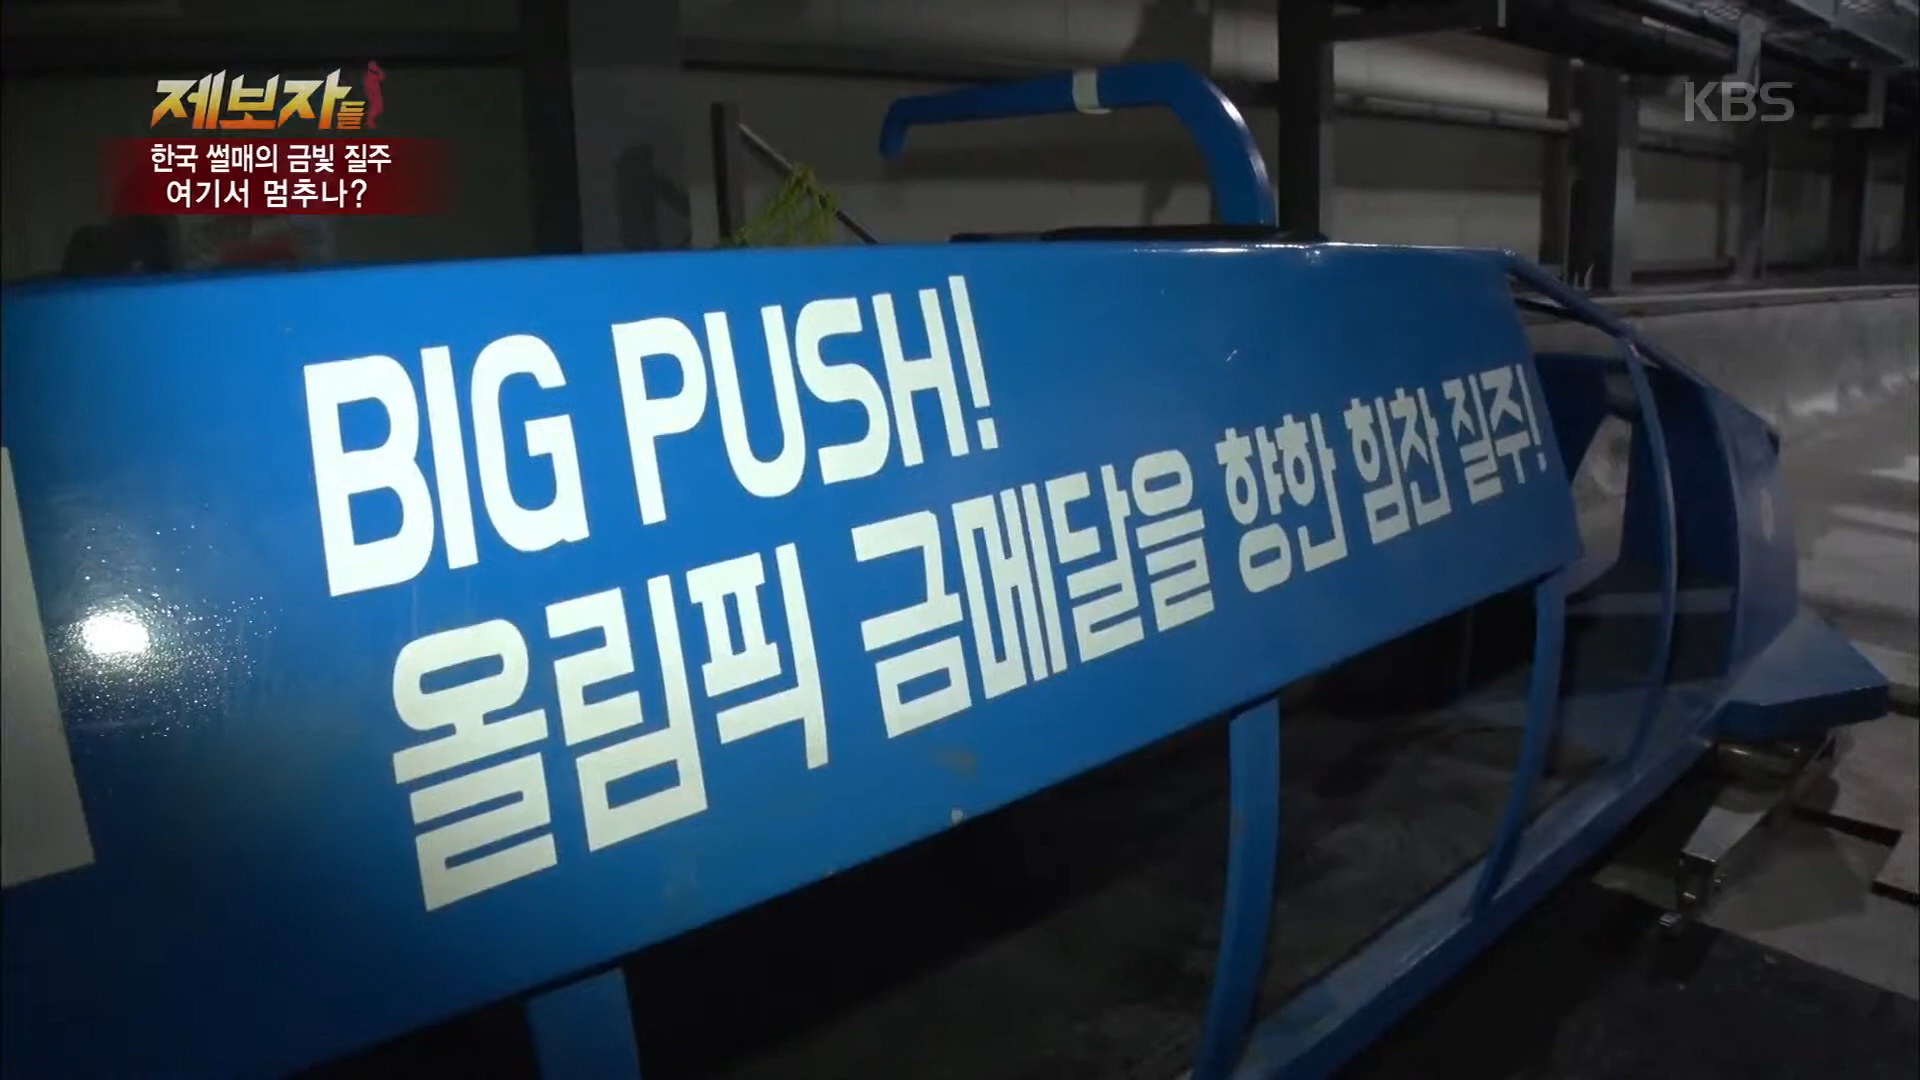 제보자들
KBS
한국 썰매의 금빛 질주
여기서 멈추나?
BIG PUSH!
올림픽 금메달을 향한 힘찬 질주!